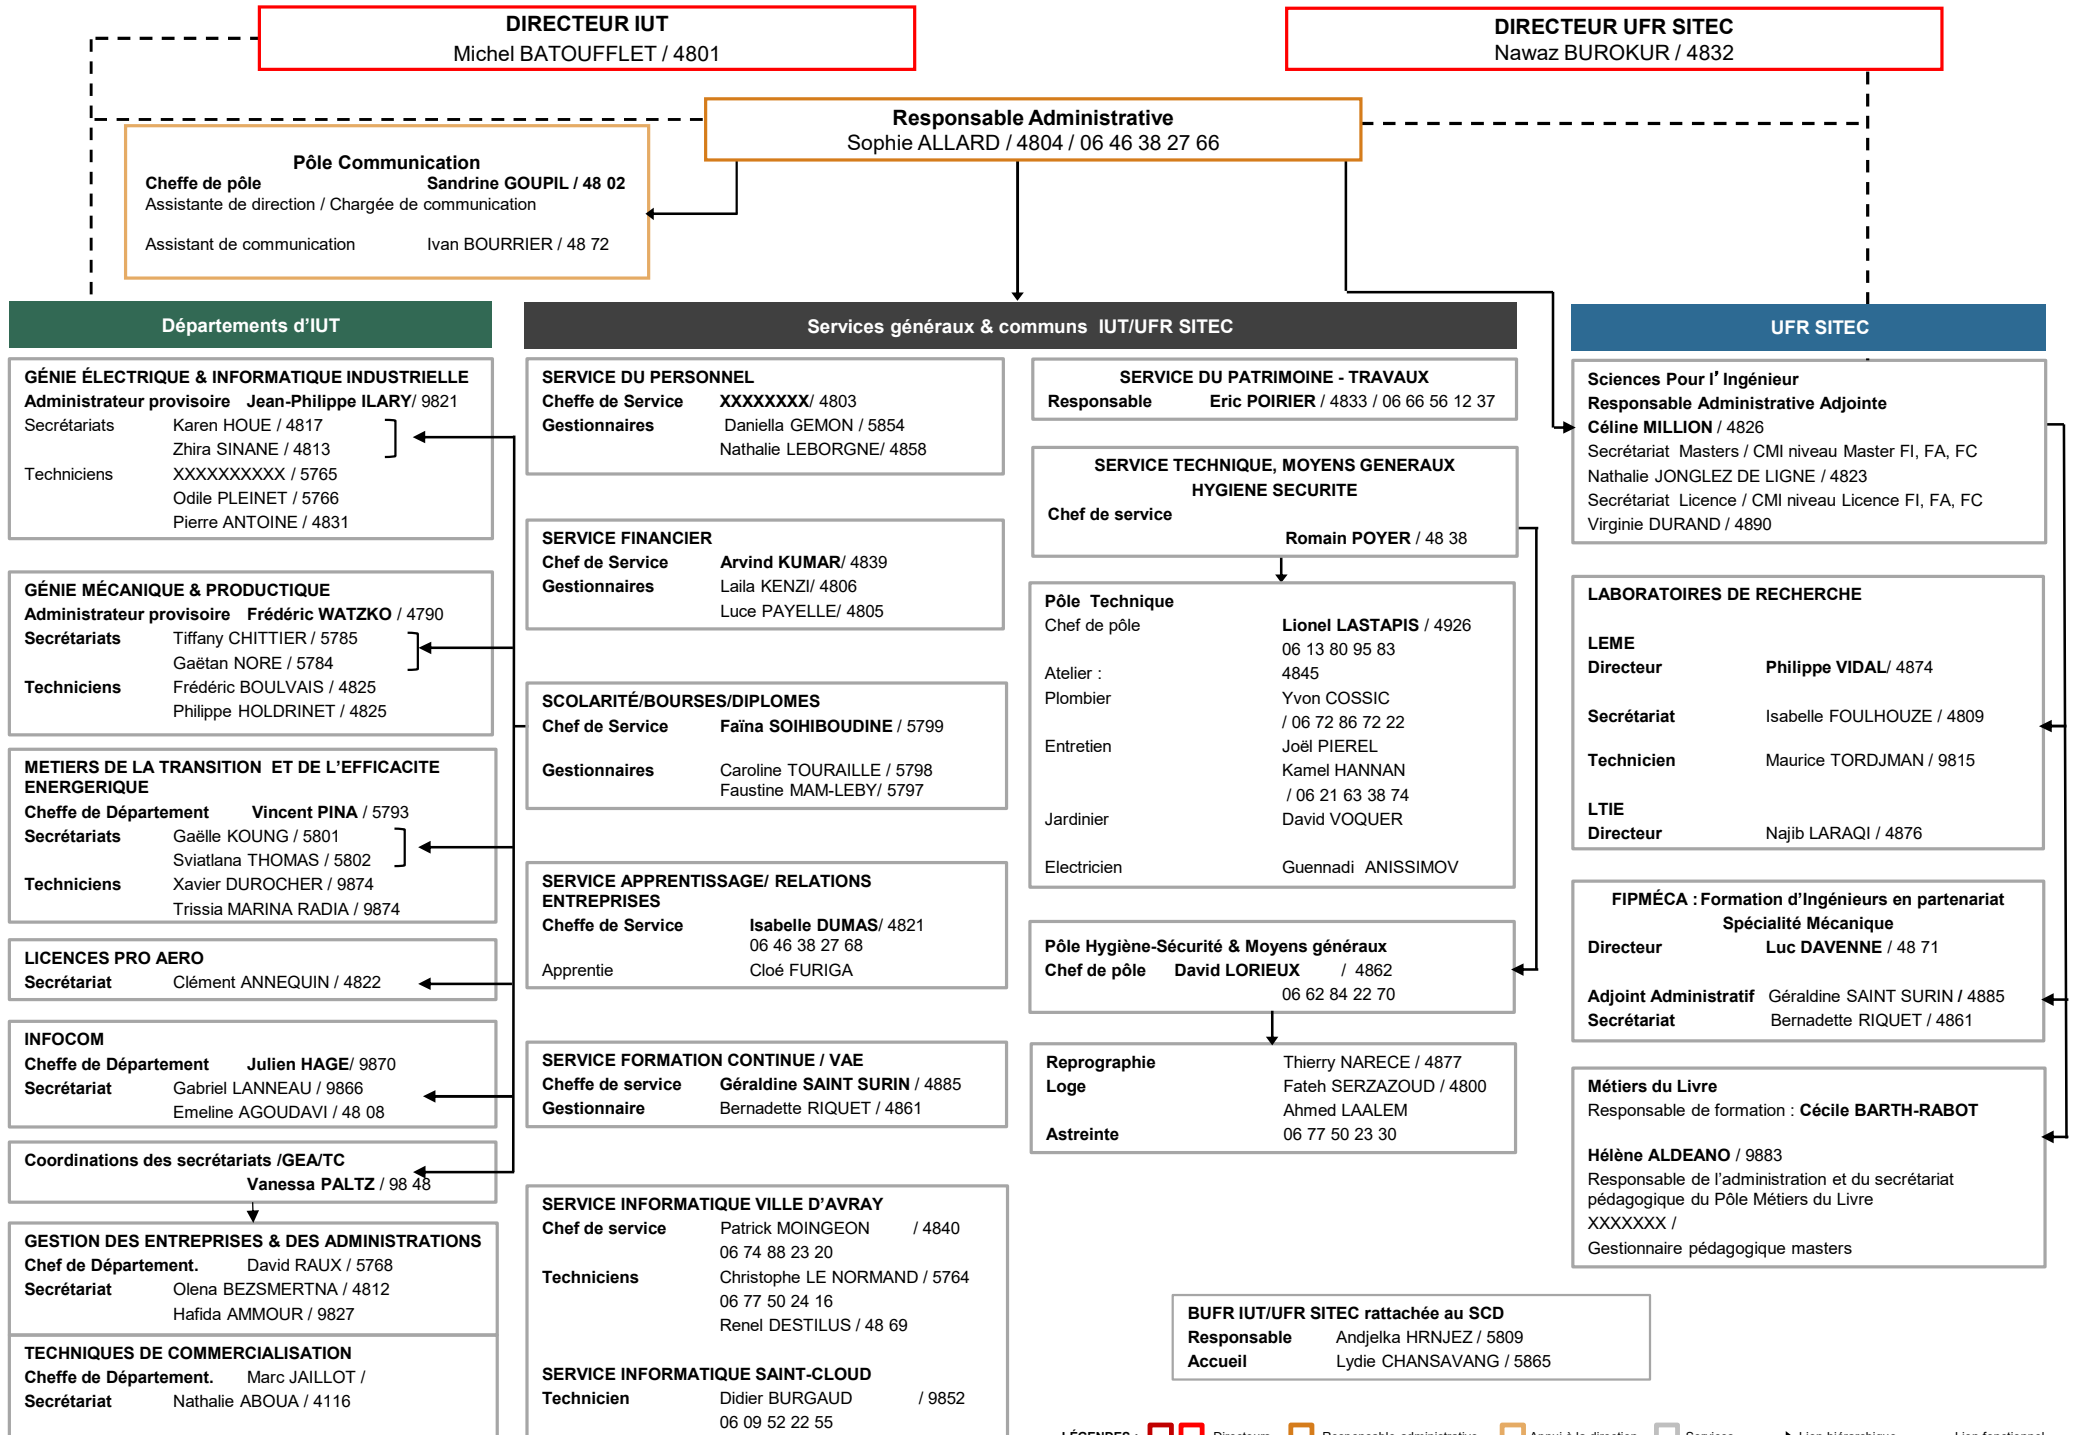 DIRECTEUR IUT
Michel BATOUFFLET / 4801
DIRECTEUR UFR SITEC
Nawaz BUROKUR / 4832
Responsable Administrative
Sophie ALLARD / 4804 / 06 46 38 27 66
Pôle Communication
Cheffe de pôle Sandrine GOUPIL / 48 02
Assistante de direction / Chargée de communication
Assistant de communication Ivan BOURRIER / 48 72
Départements d'IUT
GÉNIE ÉLECTRIQUE & INFORMATIQUE INDUSTRIELLE
Administrateur provisoire Jean-Philippe ILARY/ 9821
Secrétariats Karen HOUE / 4817
Zhira SINANE / 4813
Techniciens XXXXXXXXXX / 5765
Odile PLEINET / 5766
Pierre ANTOINE / 4831
GÉNIE MÉCANIQUE & PRODUCTIQUE
Administrateur provisoire Frédéric WATZKO / 4790
Secrétariats Tiffany CHITTIER / 5785
Gaëtan NORE / 5784
Techniciens Frédéric BOULVAIS / 4825
Philippe HOLDRINET / 4825
METIERS DE LA TRANSITION ET DE L'EFFICACITE
ENERGERIQUE
Cheffe de Département Vincent PINA / 5793
Secrétariats Gaëlle KOUNG / 5801
Sviatlana THOMAS / 5802
Techniciens Xavier DUROCHER / 9874
Trissia MARINA RADIA / 9874
LICENCES PRO AERO
Secrétariat Clément ANNEQUIN / 4822
INFOCOM
Cheffe de Département Julien HAGE/ 9870
Secrétariat Gabriel LANNEAU / 9866
Emeline AGOUDAVI / 48 08
Coordinations des secrétariats /GEA/TC
Vanessa PALTZ / 98 48
GESTION DES ENTREPRISES & DES ADMINISTRATIONS
Chef de Département. David RAUX / 5768
Secrétariat Olena BEZSMERTNA / 4812
Hafida AMMOUR / 9827
TECHNIQUES DE COMMERCIALISATION
Cheffe de Département. Marc JAILLOT /
Secrétariat Nathalie ABOUA / 4116
Services généraux & communs IUT/UFR SITEC
SERVICE DU PERSONNEL
Cheffe de Service XXXXXXXX/ 4803
Gestionnaires Daniella GEMON / 5854
Nathalie LEBORGNE/ 4858
SERVICE FINANCIER
Chef de Service Arvind KUMAR/ 4839
Gestionnaires Laila KENZI/ 4806
Luce PAYELLE/ 4805
SCOLARITÉ/BOURSES/DIPLOMES
Chef de Service Faïna SOIHIBOUDINE / 5799
Gestionnaires Caroline TOURAILLE / 5798
Faustine MAM-LEBY/ 5797
SERVICE APPRENTISSAGE/ RELATIONS
ENTREPRISES
Cheffe de Service Isabelle DUMAS/ 4821
06 46 38 27 68
Apprentie Cloé FURIGA
SERVICE FORMATION CONTINUE / VAE
Cheffe de service Géraldine SAINT SURIN / 4885
Gestionnaire Bernadette RIQUET / 4861
SERVICE INFORMATIQUE VILLE D'AVRAY
Chef de service Patrick MOINGEON / 4840
06 74 88 23 20
Techniciens Christophe LE NORMAND / 5764
06 77 50 24 16
Renel DESTILUS / 48 69
SERVICE INFORMATIQUE SAINT-CLOUD
Technicien Didier BURGAUD / 9852
06 09 52 22 55
SERVICE DU PATRIMOINE - TRAVAUX
Responsable Eric POIRIER / 4833 / 06 66 56 12 37
SERVICE TECHNIQUE, MOYENS GENERAUX
HYGIENE SECURITE
Chef de service
Romain POYER / 48 38
Pôle Technique
Chef de pôle Lionel LASTAPIS / 4926
06 13 80 95 83
Atelier : 4845
Plombier Yvon COSSIC
/ 06 72 86 72 22
Entretien Joël PIEREL
Kamel HANNAN
/ 06 21 63 38 74
Jardinier David VOQUER
Electricien Guennadi ANISSIMOV
Pôle Hygiène-Sécurité & Moyens généraux
Chef de pôle David LORIEUX / 4862
06 62 84 22 70
Reprographie Thierry NARECE / 4877
Loge Fateh SERZAZOUD / 4800
Ahmed LAALEM
Astreinte 06 77 50 23 30
BUFR IUT/UFR SITEC rattachée au SCD
Responsable Andjelka HRNJEZ / 5809
Accueil Lydie CHANSAVANG / 5865
UFR SITEC
Sciences Pour l'Ingénieur
Responsable Administrative Adjointe
Céline MILLION / 4826
Secrétariat Masters / CMI niveau Master FI, FA, FC
Nathalie JONGLEZ DE LIGNE / 4823
Secrétariat Licence / CMI niveau Licence FI, FA, FC
Virginie DURAND / 4890
LABORATOIRES DE RECHERCHE
LEME
Directeur Philippe VIDAL/ 4874
Secrétariat Isabelle FOULHOUZE / 4809
Technicien Maurice TORDJMAN / 9815
LTIE
Directeur Najib LARAQI / 4876
FIPMÉCA : Formation d'Ingénieurs en partenariat
Spécialité Mécanique
Directeur Luc DAVENNE / 48 71
Adjoint Administratif Géraldine SAINT SURIN / 4885
Secrétariat Bernadette RIQUET / 4861
Métiers du Livre
Responsable de formation : Cécile BARTH-RABOT
Hélène ALDEANO / 9883
Responsable de l'administration et du secrétariat
pédagogique du Pôle Métiers du Livre
XXXXXXX /
Gestionnaire pédagogique masters
LÉGENDES : Directeurs Responsable administrative Appui à la direction Services Lien hiérarchique Lien fonctionnel